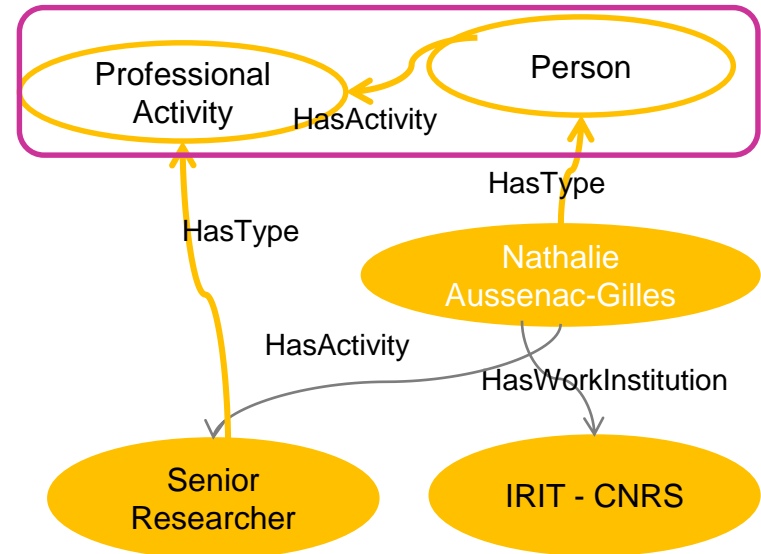 Professional
Activity
Person
HasActivity
HasType
HasType
Nathalie
Aussenac-Gilles
HasActivity
HasWorkInstitution
Senior
Researcher
IRIT - CNRS